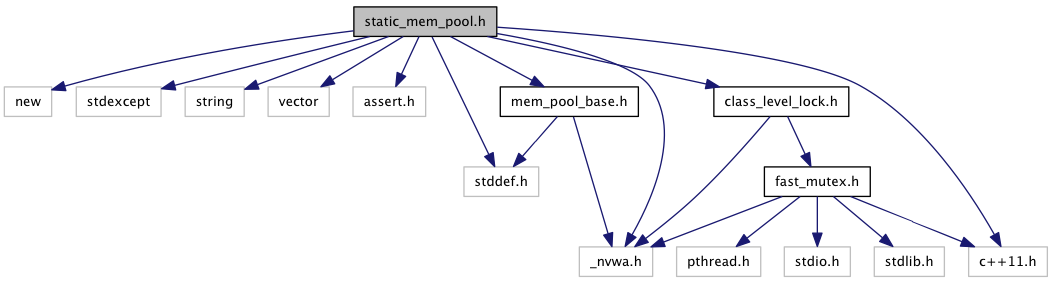 static_mem_pool.h
new
stdexcept
string
vector
assert.h
mem_pool_base.h
class_level_lock.h
stddef.h
fast_mutex.h
_nvwa.h
pthread.h
stdio.h
stdlib.h
c++11.h